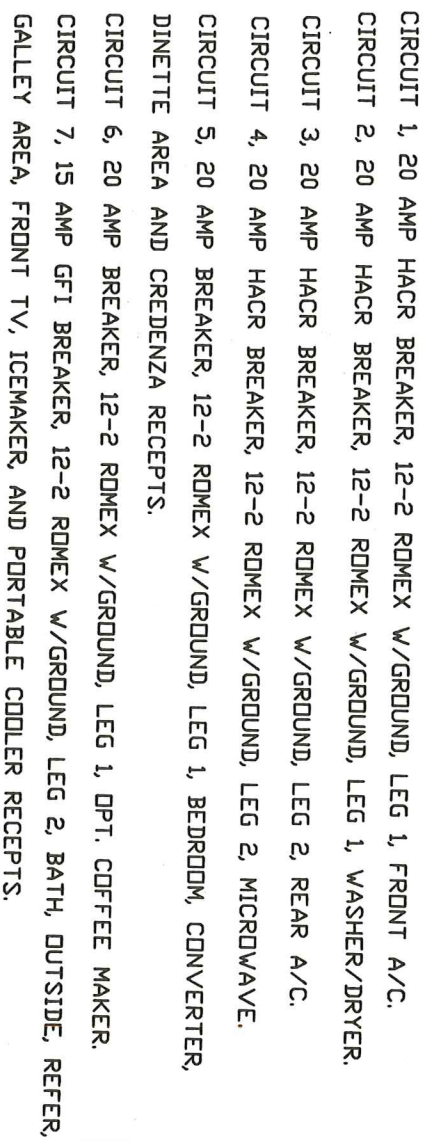 CIRCUIT 1, 20 AMP HACR BREAKER, 12-2 ROMEX W/GROUND, LEG 1, FRONT A/C.
CIRCUIT 2, 20 AMP HACR BREAKER, 12-2 ROMEX W/GROUND, LEG 1, WASHER/DRYER.
CIRCUIT 3, 20 AMP HACR BREAKER, 12-2 ROMEX W/GROUND, LEG 2, REAR A/C.
CIRCUIT 4, 20 AMP HACR BREAKER, 12-2 ROMEX W/GROUND, LEG 2, MICROWAVE.
CIRCUIT 5, 20 AMP BREAKER, 12-2 ROMEX W/GROUND, LEG 1, BEDROOM, CONVERTER,
DINETTE AREA AND CREDENZA RECEPTS.
CIRCUIT 6, 20 AMP BREAKER, 12-2 ROMEX W/GROUND, LEG 1, OPT. COFFEE MAKER.
CIRCUIT 7, 15 AMP GFI BREAKER, 12-2 ROMEX W/GROUND, LEG 2, BATH, OUTSIDE, REFER,
GALLEY AREA, FRONT TV, ICEMAKER, AND PORTABLE COOLER RECEPTS.